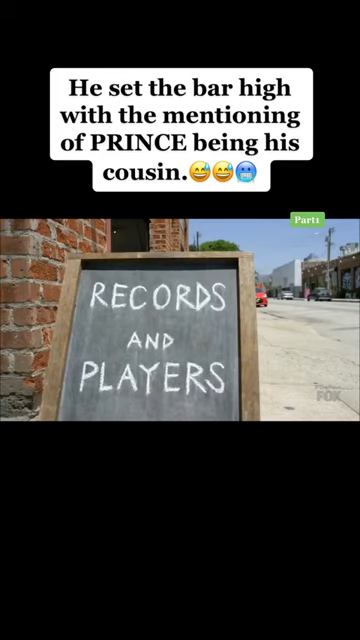 He set the bar high
with the mentioning
of PRINCE being his
cousin.😅😅🥶
Part1
RECORDS
AND
PLAYERS
FOX